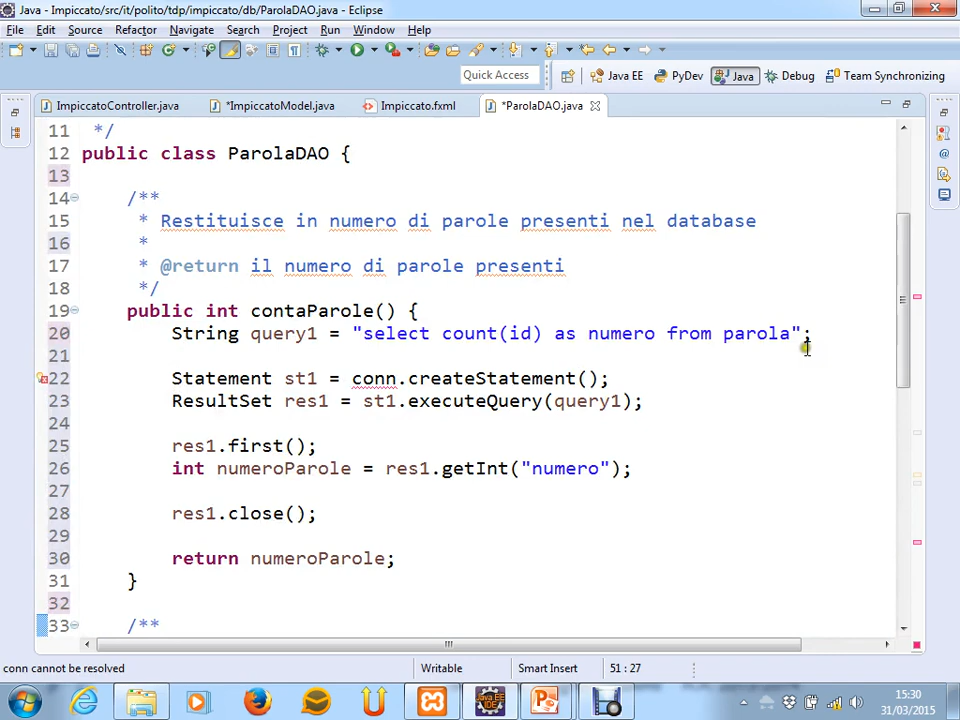 Java - Impiccato/src/it/polito/tdp/impiccato/db/ParolaDAO.java - Eclipse
File Edit Source Refactor Navigate Search Project Run Window Help
Quick Access Java EE PyDev Java Debug Team Synchronizing
ImpiccatoController.java *ImpiccatoModel.java Impiccato.fxml *ParolaDAO.java
11 */
12 public class ParolaDAO {
13
14 /**
15 * Restituisce in numero di parole presenti nel database
16 *
17 * @return il numero di parole presenti
18 */
19 public int contaParole() {
20 String query1 = "select count(id) as numero from parola";
21
22 Statement st1 = conn.createStatement();
23 ResultSet res1 = st1.executeQuery(query1);
24
25 res1.first();
26 int numeroParole = res1.getInt("numero");
27
28 res1.close();
29
30 return numeroParole;
31 }
32
33 /**
conn cannot be resolved Writable Smart Insert 51 : 27
15:30
31/03/2015